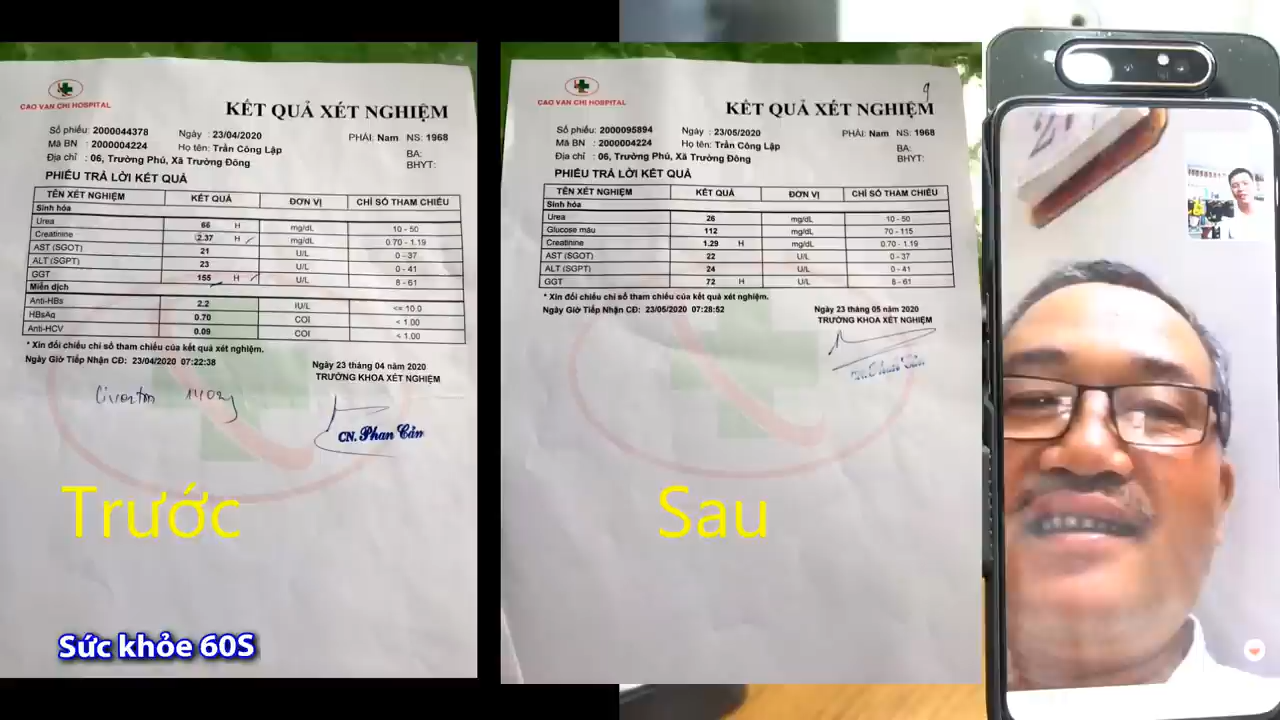 CAO VAN CHI HOSPITAL
KẾT QUẢ XÉT NGHIỆM
Số phiếu: 2000044378 Ngày : 23/04/2020 PHÁI: Nam NS: 1968
Mã BN : 2000004224 Họ tên: Trần Công Lập BA:
Địa chỉ : 06, Trường Phú, Xã Trường Đông BHYT:
PHIẾU TRẢ LỜI KẾT QUẢ
TÊN XÉT NGHIỆM KẾT QUẢ ĐƠN VỊ CHỈ SỐ THAM CHIẾU
Sinh hóa
Urea 66 H mg/dL 10 - 50
Creatinine 2.37 H mg/dL 0.70 - 1.19
AST (SGOT) 21 U/L 0 - 37
ALT (SGPT) 23 U/L 0 - 41
GGT 155 H U/L 8 - 61
Miễn dịch
Anti-HBs 2.2 IU/L <= 10.0
HBsAg 0.70 COI < 1.00
Anti-HCV 0.09 COI < 1.00
* Xin đối chiếu chỉ số tham chiếu của kết quả xét nghiệm.
Ngày Giờ Tiếp Nhận CĐ: 23/04/2020 07:22:38
Ngày 23 tháng 04 năm 2020
TRƯỞNG KHOA XÉT NGHIỆM
CN. Phan Cản
Trước
Sức khỏe 60S
9
CAO VAN CHI HOSPITAL
KẾT QUẢ XÉT NGHIỆM
Số phiếu: 2000095894 Ngày : 23/05/2020 PHÁI: Nam NS: 1968
Mã BN : 2000004224 Họ tên: Trần Công Lập BA:
Địa chỉ : 06, Trường Phú, Xã Trường Đông BHYT:
PHIẾU TRẢ LỜI KẾT QUẢ
TÊN XÉT NGHIỆM KẾT QUẢ ĐƠN VỊ CHỈ SỐ THAM CHIẾU
Sinh hóa
Urea 26 mg/dL 10 - 50
Glucose máu 112 mg/dL 70 - 115
Creatinine 1.29 H mg/dL 0.70 - 1.19
AST (SGOT) 22 U/L 0 - 37
ALT (SGPT) 24 U/L 0 - 41
GGT 72 H U/L 8 - 61
* Xin đối chiếu chỉ số tham chiếu của kết quả xét nghiệm.
Ngày Giờ Tiếp Nhận CĐ: 23/05/2020 07:28:52
Ngày 23 tháng 05 năm 2020
TRƯỞNG KHOA XÉT NGHIỆM
Sau